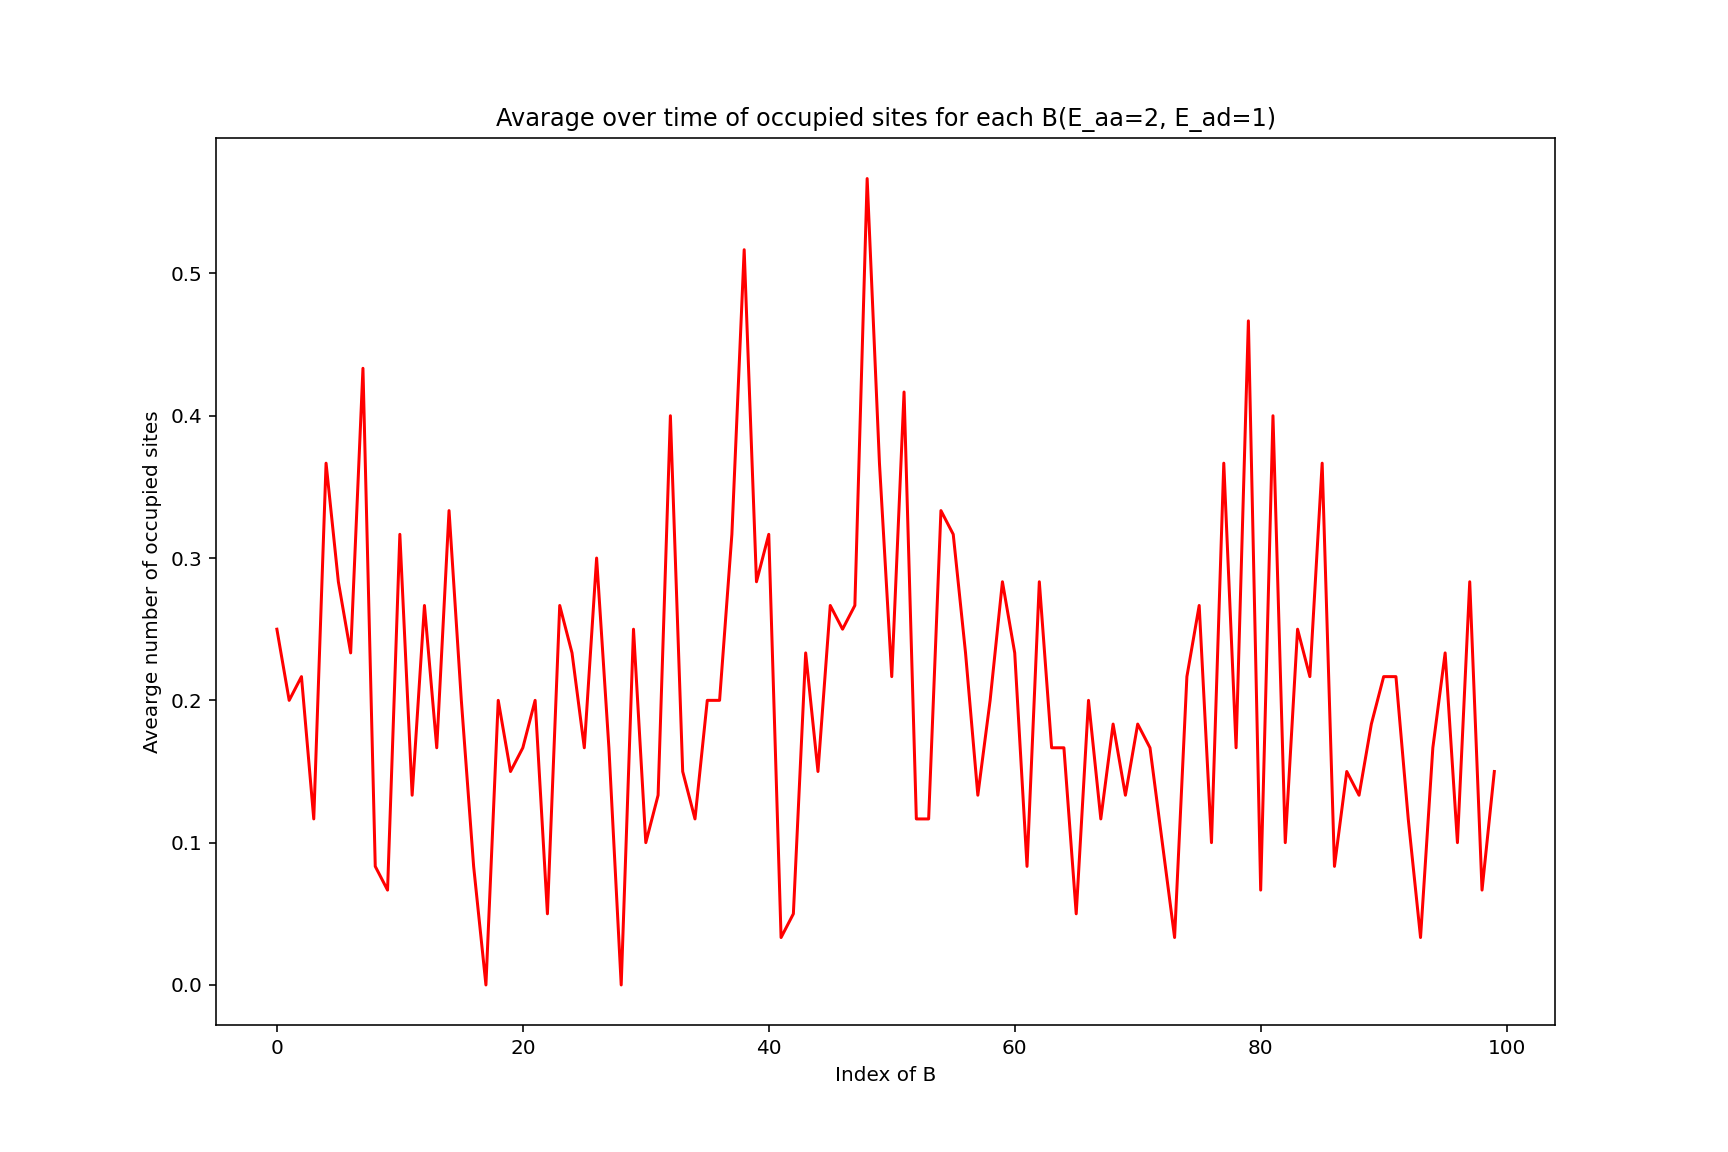 Avarage over time of occupied sites for each B(E_aa=2, E_ad=1)
Avearge number of occupied sites
0.5
0.4
0.3
0.2
0.1
0.0
0 20 40 60 80 100
Index of B